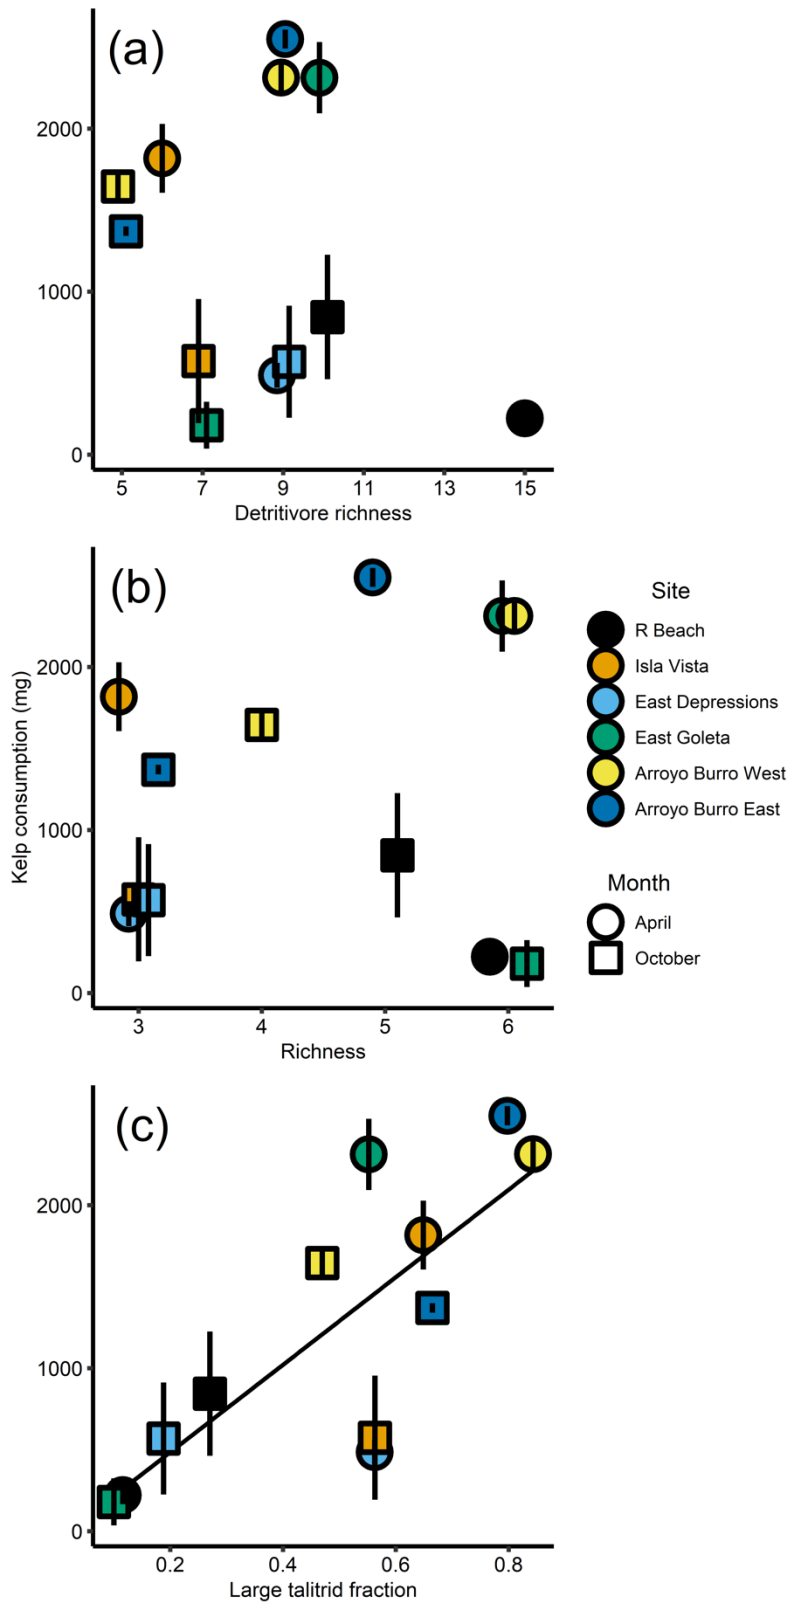 (a)
2000
1000
0
5 7 9 11 13 15
Detritivore richness
(b)
Kelp consumption (mg)
2000
1000
0
3 4 5 6
Richness
Site
R Beach
Isla Vista
East Depressions
East Goleta
Arroyo Burro West
Arroyo Burro East
Month
April
October
(c)
2000
1000
0
0.2 0.4 0.6 0.8
Large talitrid fraction